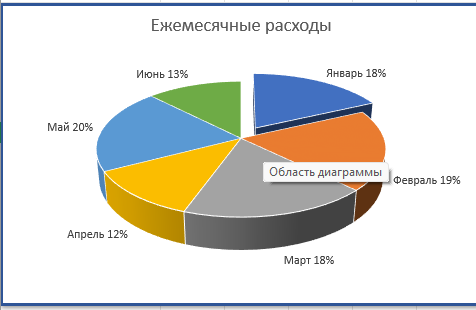 Ежемесячные расходы
Июнь 13%
Январь 18%
Май 20%
Область диаграммы
Февраль 19%
Апрель 12%
Март 18%